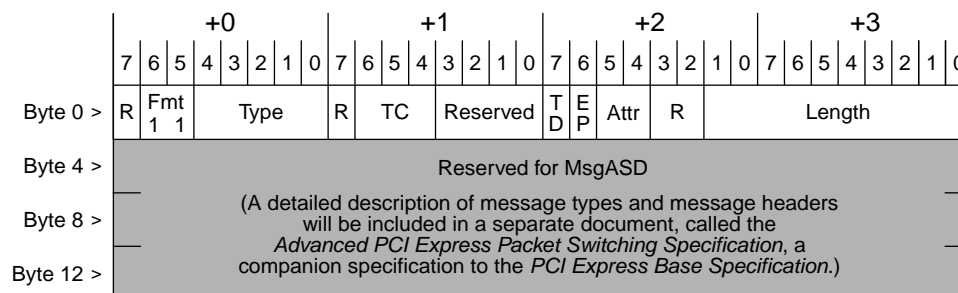 +0 +1 +2 +3
7 6 5 4 3 2 1 0 7 6 5 4 3 2 1 0 7 6 5 4 3 2 1 0 7 6 5 4 3 2 1 0
Byte 0 > R Fmt 1 1 Type R TC Reserved TD EP Attr R Length
Byte 4 > Reserved for MsgASD
(A detailed description of message types and message headers
Byte 8 > will be included in a separate document, called the
Advanced PCI Express Packet Switching Specification, a
Byte 12 > companion specification to the PCI Express Base Specification.)